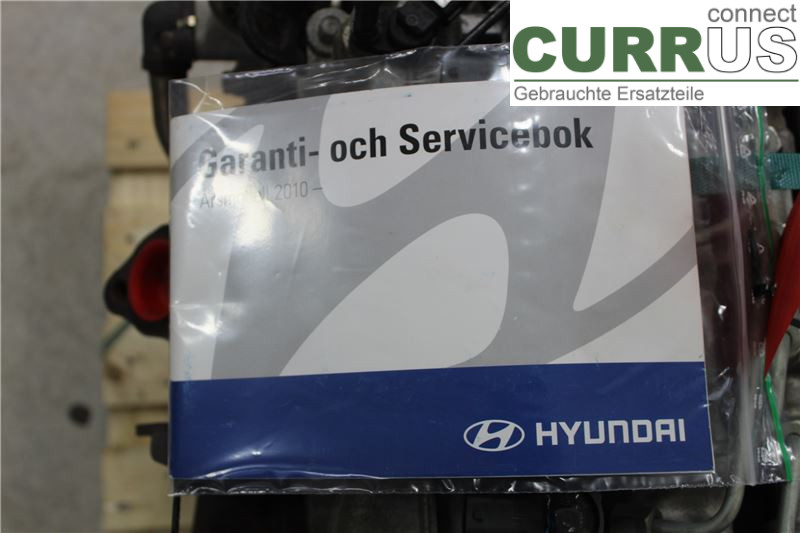 connect
CURRUS
Gebrauchte Ersatzteile
Garanti- och Servicebok
2010 –
HYUNDAI